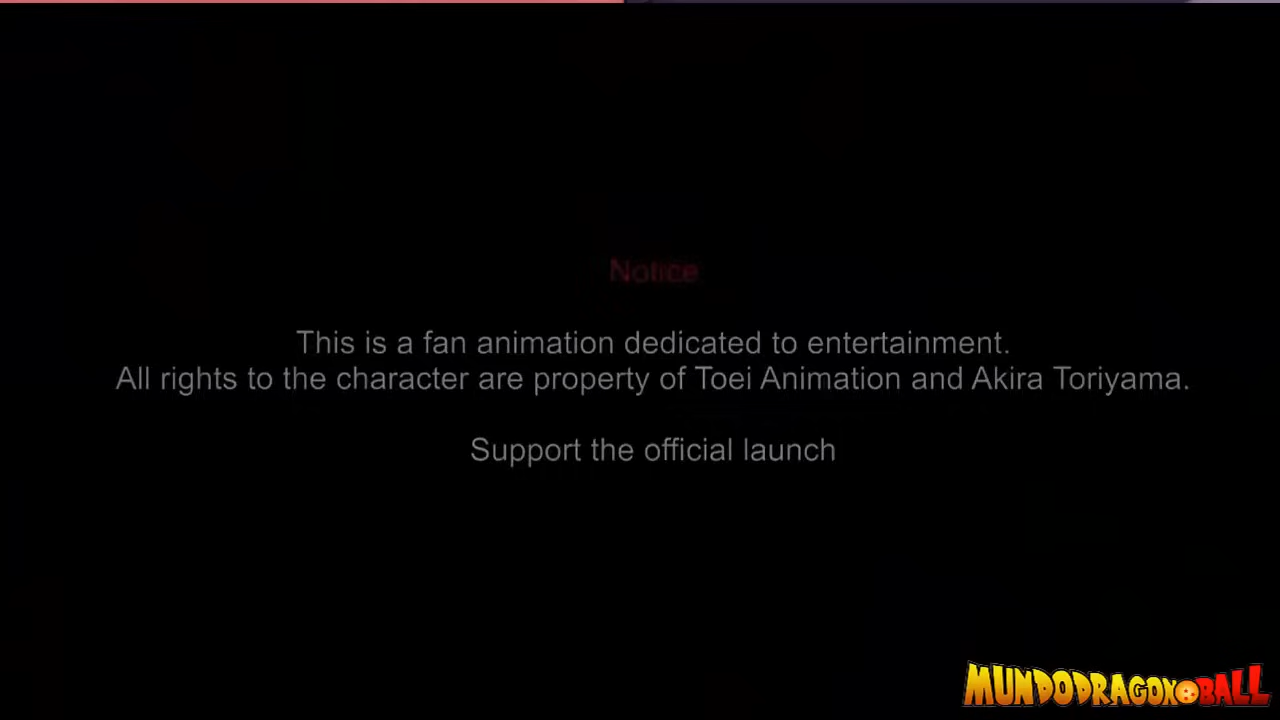 Notice
This is a fan animation dedicated to entertainment.
All rights to the character are property of Toei Animation and Akira Toriyama.
Support the official launch
MUNDODRAGONBALL